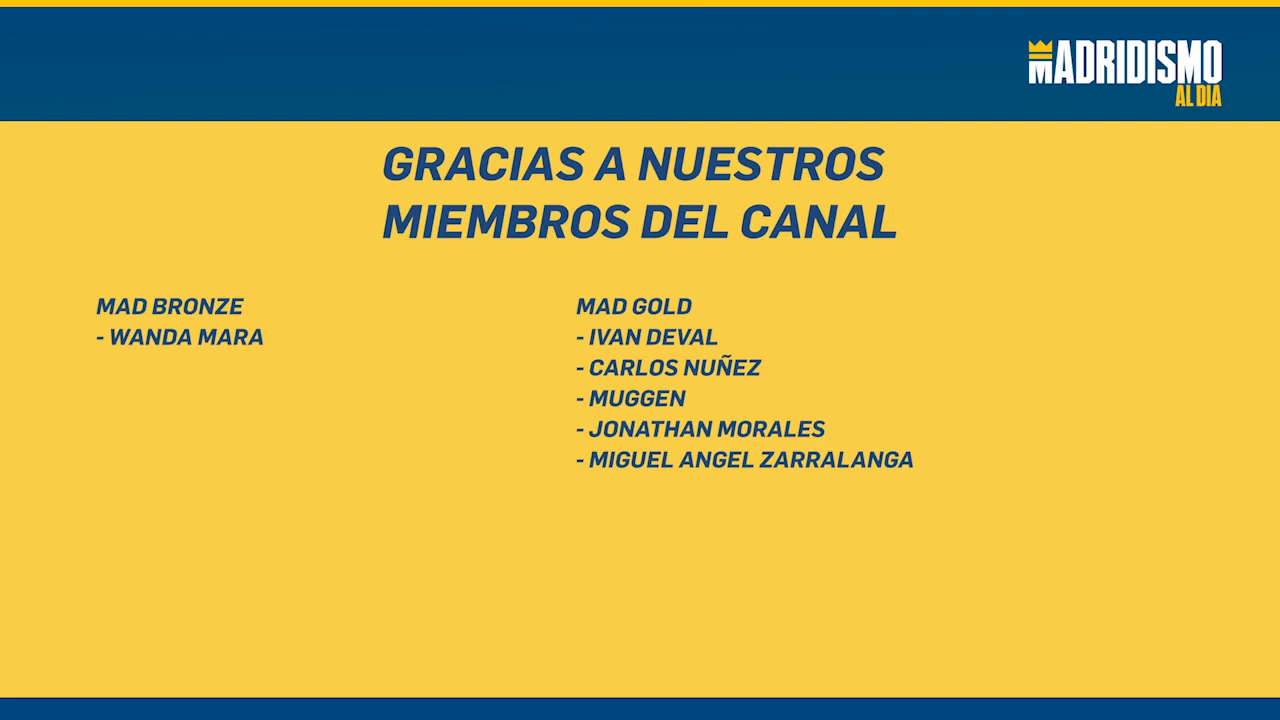 MADRIDISMO
AL DIA
GRACIAS A NUESTROS
MIEMBROS DEL CANAL
MAD BRONZE
- WANDA MARA
MAD GOLD
- IVAN DEVAL
- CARLOS NUÑEZ
- MUGGEN
- JONATHAN MORALES
- MIGUEL ANGEL ZARRALANGA